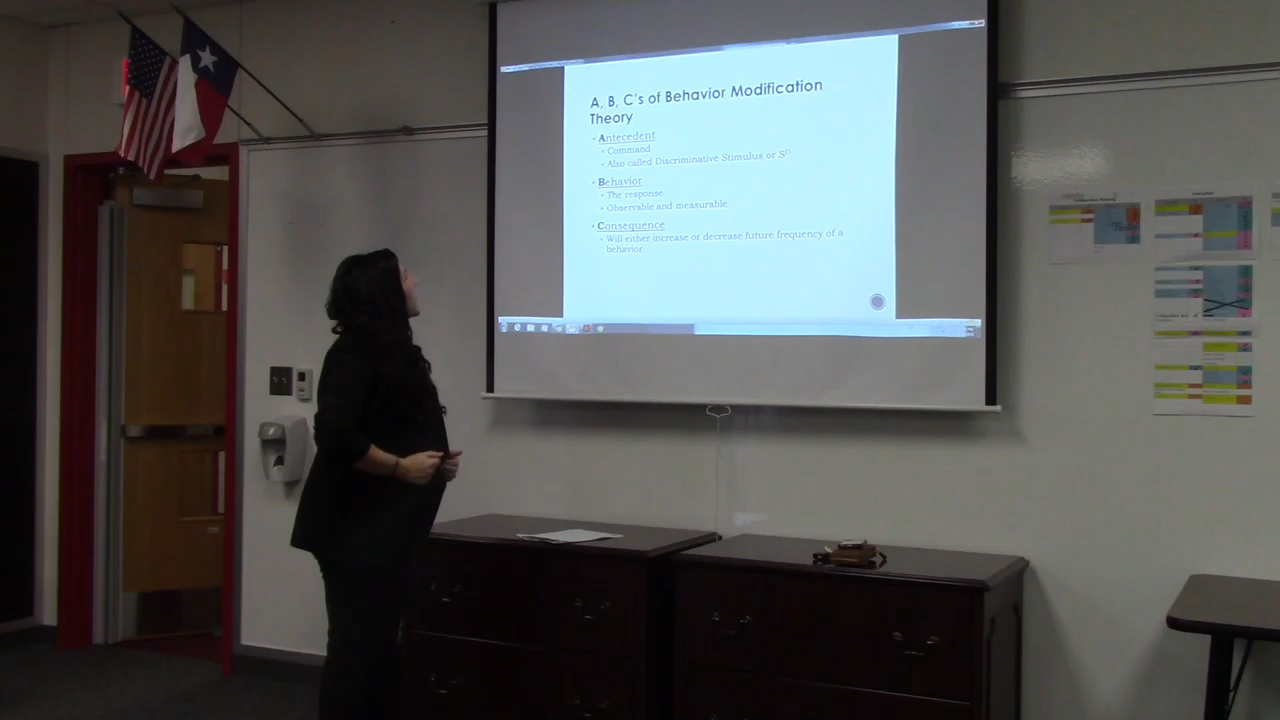 A, B, C's of Behavior Modification
Theory
Antecedent
Command
Also called Discriminative Stimulus or Sᴰ
Behavior
The response
Observable and measurable
Consequence
Will either increase or decrease future frequency of a
behavior